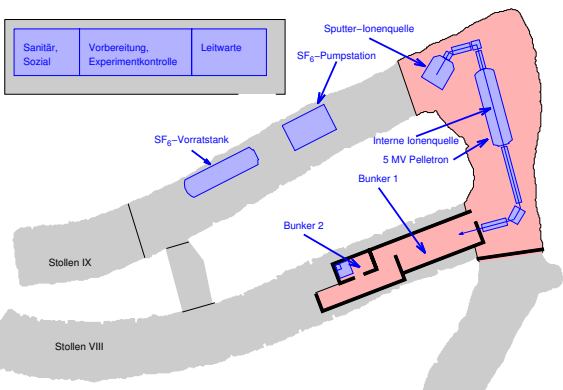 Sanitär,
Sozial
Vorbereitung,
Experimentkontrolle
Leitwarte
Sputter-Ionenquelle
SF₆-Pumpstation
SF₆-Vorratstank
Interne Ionenquelle
5 MV Pelletron
Bunker 1
Bunker 2
Stollen IX
Stollen VIII